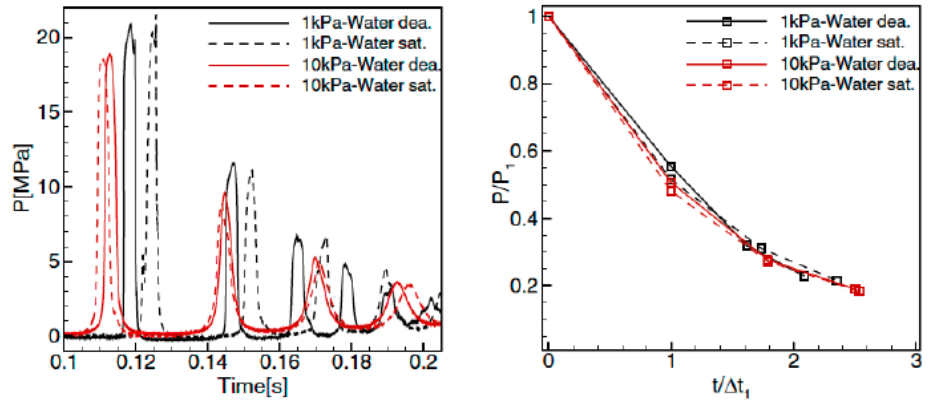 1kPa-Water dea.
1kPa-Water sat.
10kPa-Water dea.
10kPa-Water sat.
P[MPa]
20
15
10
5
0
0.1
0.12
0.14
0.16
0.18
0.2
Time[s]
1kPa-Water dea.
1kPa-Water sat.
10kPa-Water dea.
10kPa-Water sat.
P/P1
1
0.8
0.6
0.4
0.2
0
1
2
3
t/Δt1